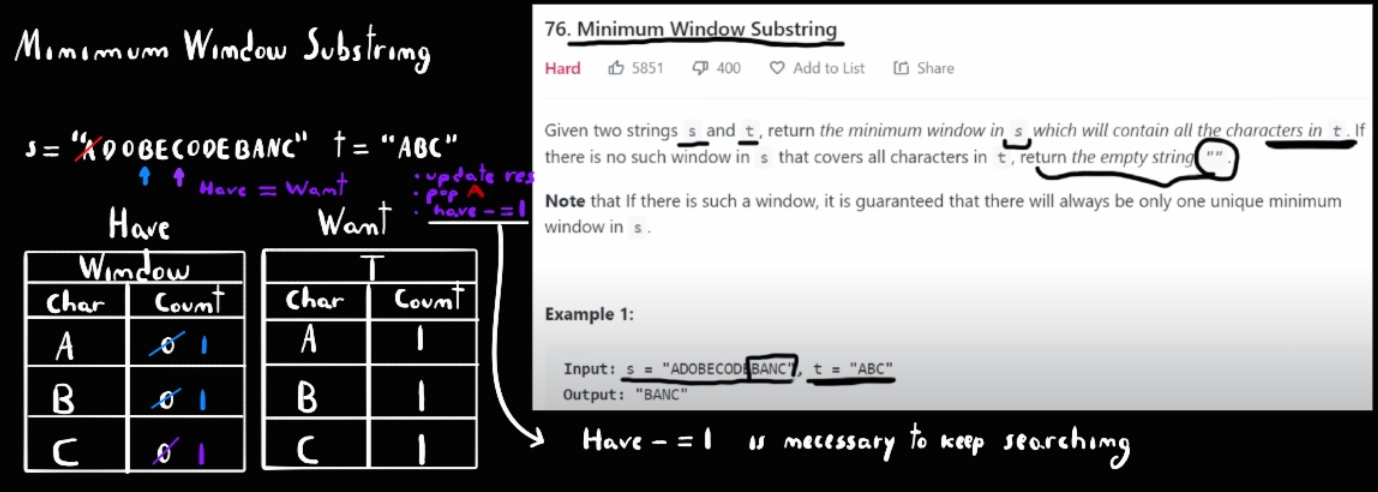 Minimum Window Substring
s = "ADOBECODEBANC" t = "ABC"
Have = Want
• update res
• pop A
• have -= 1
Have
Want
Window
Char Count
A 0 1
B 0 1
C 0 1
T
Char Count
A 1
B 1
C 1
76. Minimum Window Substring
Hard 5851 400 Add to List Share
Given two strings s and t, return the minimum window in s which will contain all the characters in t. If
there is no such window in s that covers all characters in t, return the empty string "".
Note that If there is such a window, it is guaranteed that there will always be only one unique minimum
window in s.
Example 1:
Input: s = "ADOBECODEBANC", t = "ABC"
Output: "BANC"
Have -= 1 is necessary to keep searching